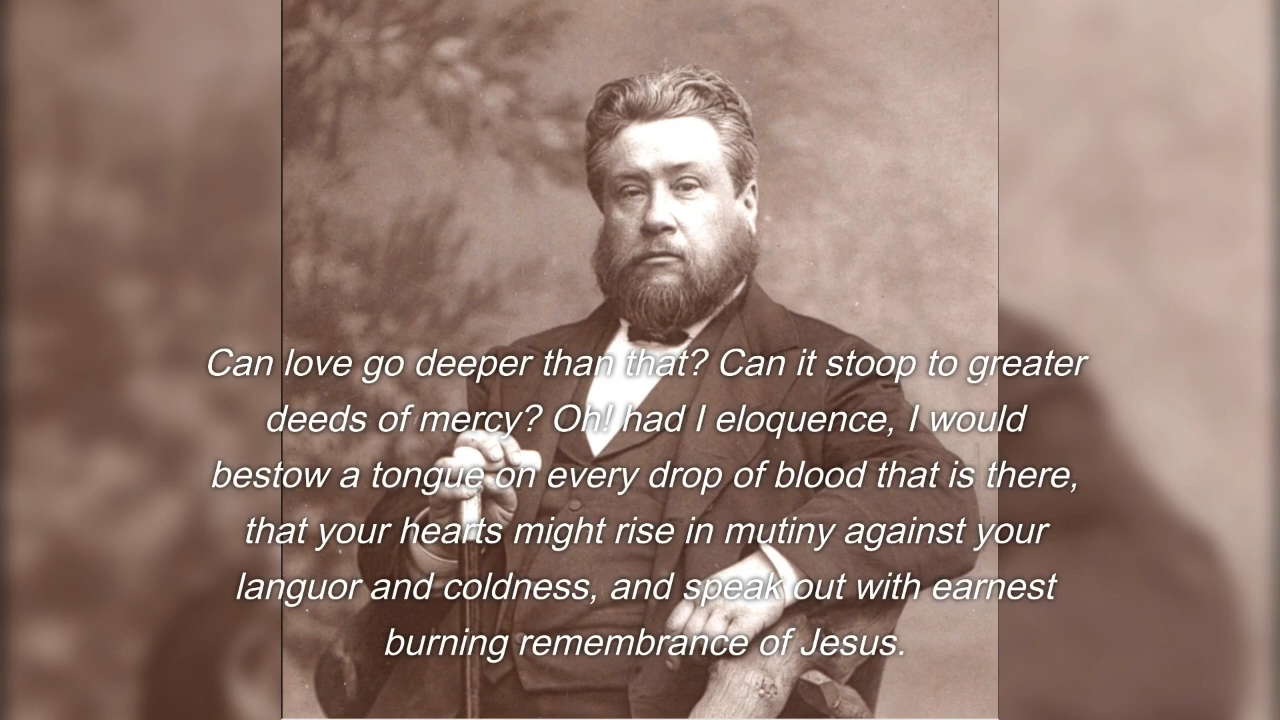 Can love go deeper than that? Can it stoop to greater
deeds of mercy? Oh! had I eloquence, I would
bestow a tongue on every drop of blood that is there,
that your hearts might rise in mutiny against your
languor and coldness, and speak out with earnest
burning remembrance of Jesus.